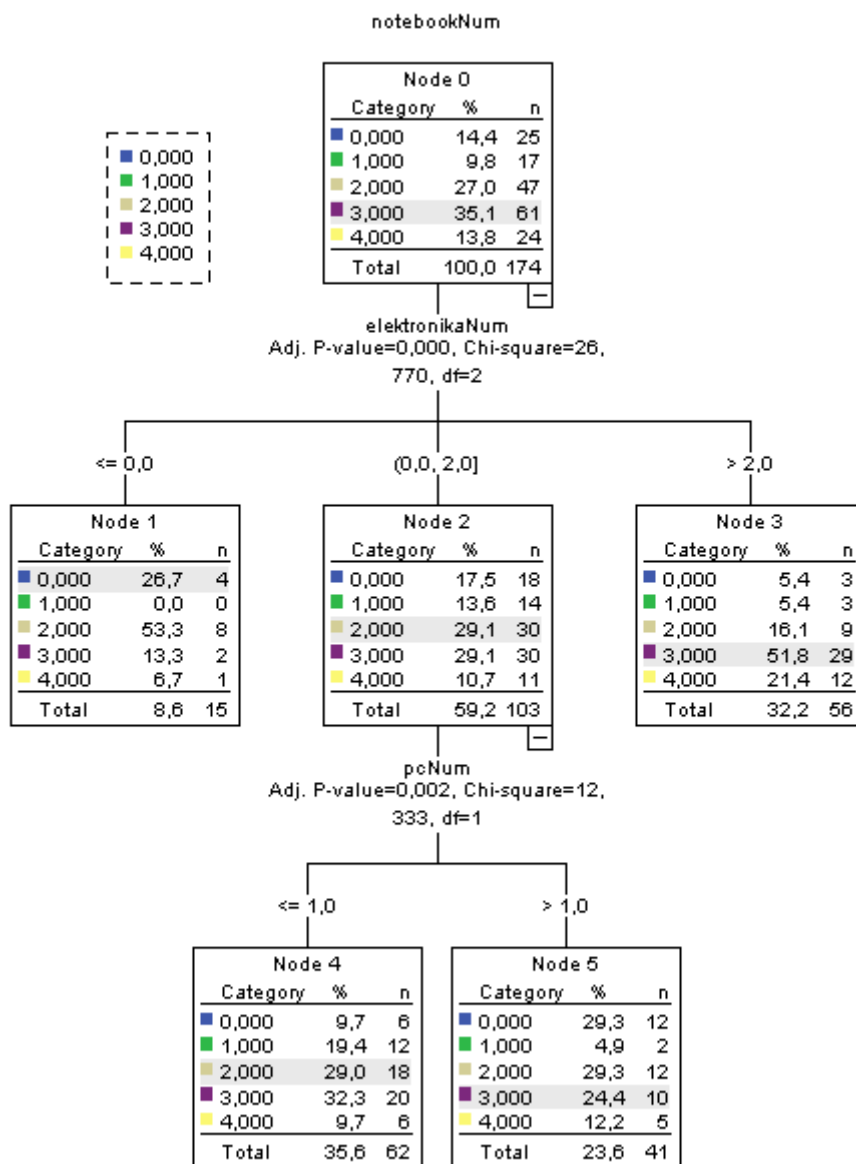 notebookNum
0,000
1,000
2,000
3,000
4,000
Node 0
Category % n
0,000 14,4 25
1,000 9,8 17
2,000 27,0 47
3,000 35,1 61
4,000 13,8 24
Total 100,0 174
elektronikaNum
Adj. P-value=0,000, Chi-square=26,
770, df=2
<= 0,0
(0,0, 2,0]
> 2,0
Node 1
Category % n
0,000 26,7 4
1,000 0,0 0
2,000 53,3 8
3,000 13,3 2
4,000 6,7 1
Total 8,6 15
Node 2
Category % n
0,000 17,5 18
1,000 13,6 14
2,000 29,1 30
3,000 29,1 30
4,000 10,7 11
Total 59,2 103
Node 3
Category % n
0,000 5,4 3
1,000 5,4 3
2,000 16,1 9
3,000 51,8 29
4,000 21,4 12
Total 32,2 56
pcNum
Adj. P-value=0,002, Chi-square=12,
333, df=1
<= 1,0
> 1,0
Node 4
Category % n
0,000 9,7 6
1,000 19,4 12
2,000 29,0 18
3,000 32,3 20
4,000 9,7 6
Total 35,6 62
Node 5
Category % n
0,000 29,3 12
1,000 4,9 2
2,000 29,3 12
3,000 24,4 10
4,000 12,2 5
Total 23,6 41